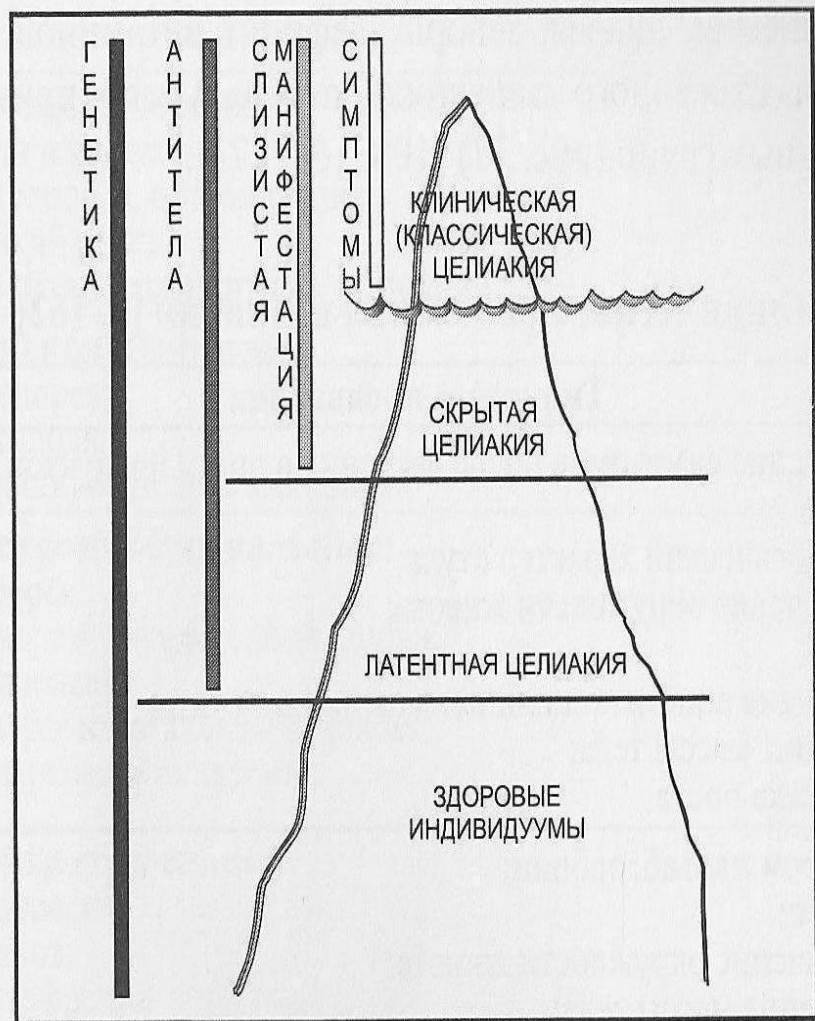 ГЕНЕТИКА
АНТИТЕЛА
СЛИЗИСТАЯ
МАНИФЕСТАЦИЯ
СИМПТОМЫ
КЛИНИЧЕСКАЯ
(КЛАССИЧЕСКАЯ)
ЦЕЛИАКИЯ
СКРЫТАЯ
ЦЕЛИАКИЯ
ЛАТЕНТНАЯ ЦЕЛИАКИЯ
ЗДОРОВЫЕ
ИНДИВИДУУМЫ